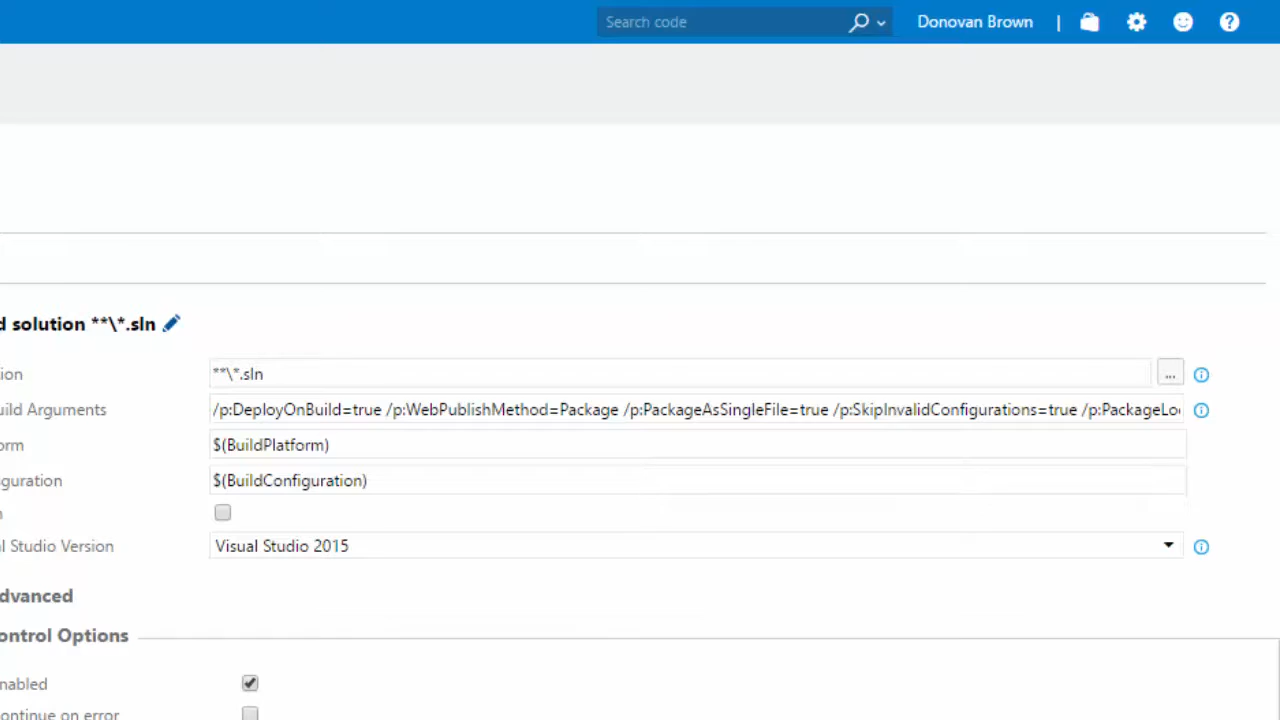 Search code
Donovan Brown
|
d solution **\*.sln
ion
**\*.sln
...
uild Arguments
/p:DeployOnBuild=true /p:WebPublishMethod=Package /p:PackageAsSingleFile=true /p:SkipInvalidConfigurations=true /p:PackageLo
orm
$(BuildPlatform)
guration
$(BuildConfiguration)
n
l Studio Version
Visual Studio 2015
dvanced
ontrol Options
nabled
ontinue on error